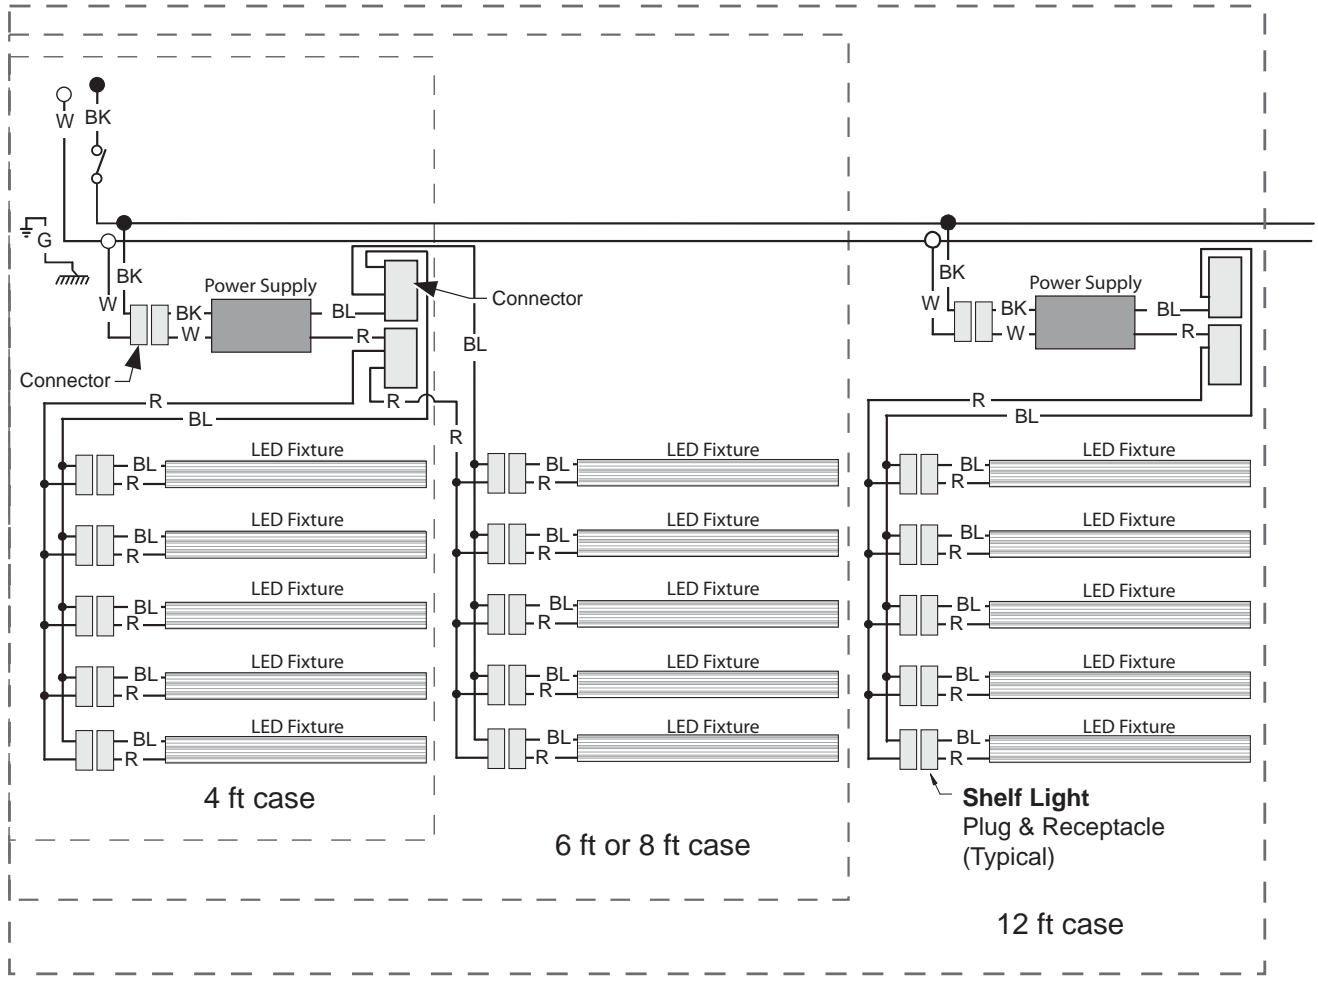 W
BK
G
BK
W
Power Supply
BK
W
BL
R
Connector
BL
Connector
R
R
BL
R
BK
W
Power Supply
BK
W
BL
R
R
BL
LED Fixture
BL
R
LED Fixture
BL
R
LED Fixture
BL
R
LED Fixture
BL
R
LED Fixture
BL
R
LED Fixture
BL
R
LED Fixture
BL
R
LED Fixture
BL
R
LED Fixture
BL
R
LED Fixture
BL
R
LED Fixture
BL
R
LED Fixture
BL
R
LED Fixture
BL
R
LED Fixture
BL
R
LED Fixture
BL
R
4 ft case
6 ft or 8 ft case
Shelf Light
Plug & Receptacle
(Typical)
12 ft case